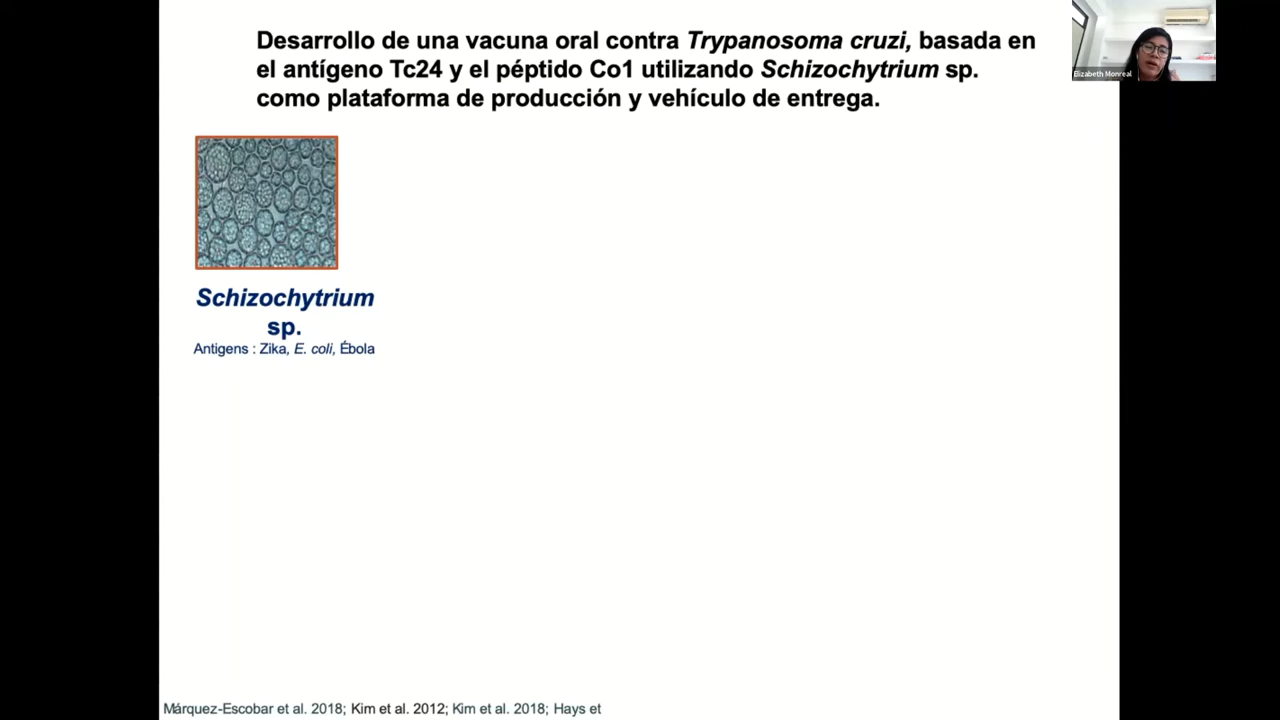 Desarrollo de una vacuna oral contra Trypanosoma cruzi, basada en
el antígeno Tc24 y el péptido Co1 utilizando Schizochytrium sp.
como plataforma de producción y vehículo de entrega.
Elizabeth Monreal
Schizochytrium
sp.
Antigens : Zika, E. coli, Ébola
Márquez-Escobar et al. 2018; Kim et al. 2012; Kim et al. 2018; Hays et